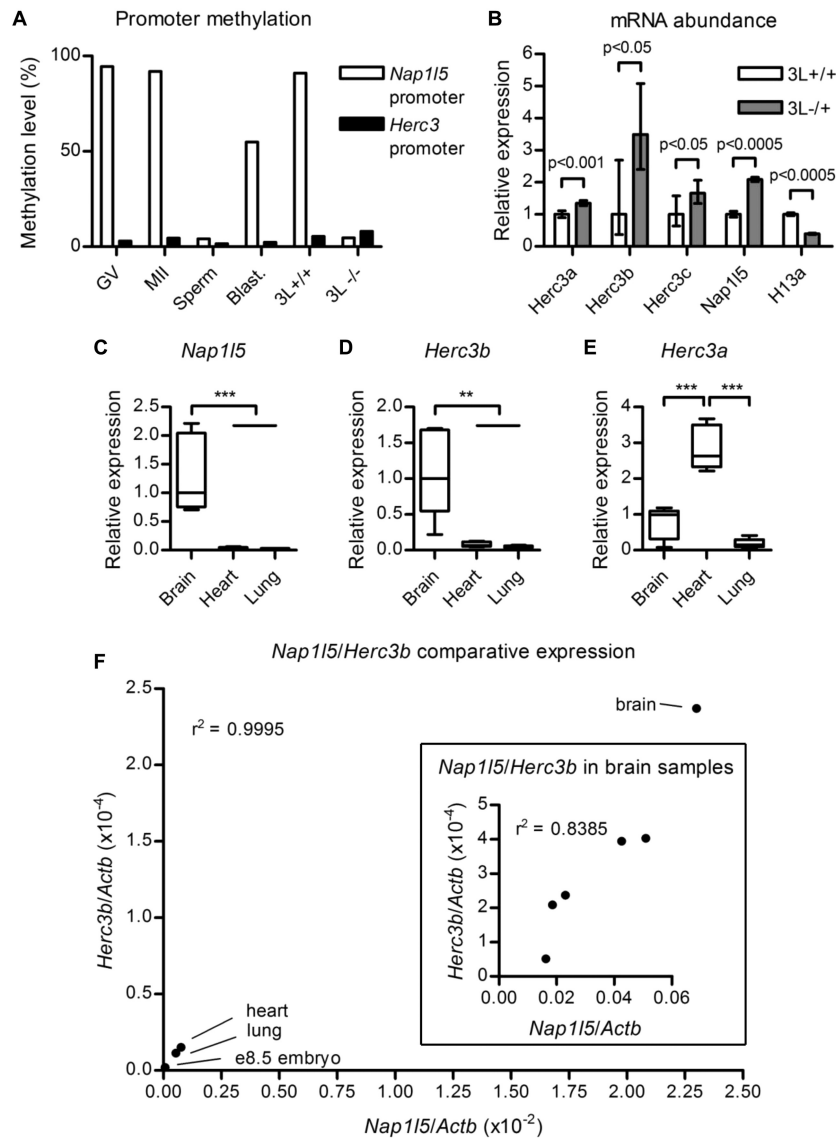 A
Promoter methylation
Methylation level (%)
100
50
0
Nap1l5
promoter
Herc3
promoter
GV
MII
Sperm
Blast.
3L+/+
3L -/-
B
mRNA abundance
Relative expression
6
5
4
3
2
1
0
p<0.001
p<0.05
p<0.05
p<0.0005
p<0.0005
3L+/+
3L-/+
Herc3a
Herc3b
Herc3c
Nap1l5
H13a
C
Nap1l5
Relative expression
2.5
2.0
1.5
1.0
0.5
0.0
***
Brain
Heart
Lung
D
Herc3b
Relative expression
2.0
1.5
1.0
0.5
0.0
**
Brain
Heart
Lung
E
Herc3a
Relative expression
4
3
2
1
0
***
***
Brain
Heart
Lung
F
Nap1l5/Herc3b comparative expression
Herc3b/Actb (x10⁻⁴)
2.5
2.0
1.5
1.0
0.5
0.0
r² = 0.9995
brain
heart
lung
e8.5 embryo
0.00
0.25
0.50
0.75
1.00
1.25
1.50
1.75
2.00
2.25
2.50
Nap1l5/Actb (x10⁻²)
Nap1l5/Herc3b in brain samples
Herc3b/Actb (x10⁻⁴)
5
4
3
2
1
0
r² = 0.8385
0.00
0.02
0.04
0.06
Nap1l5/Actb